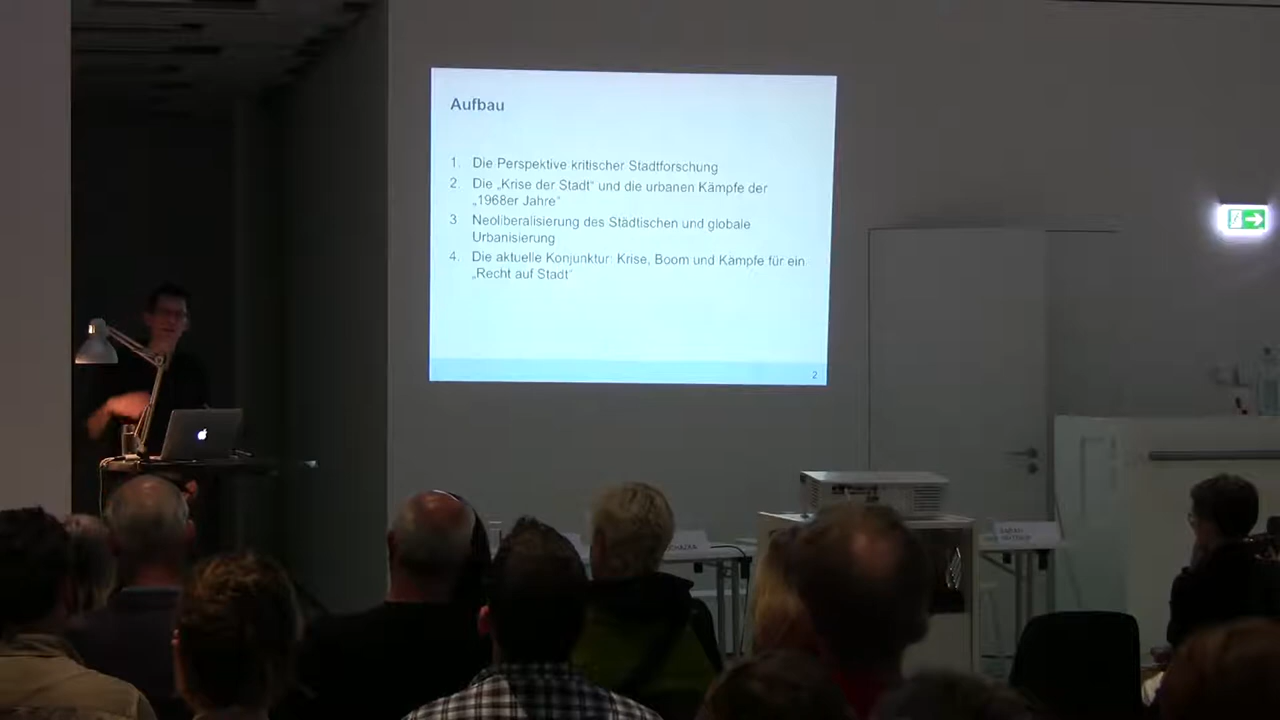 Aufbau
1. Die Perspektive kritischer Stadtforschung
2. Die „Krise der Stadt“ und die urbanen Kämpfe der
„1968er Jahre“
3 Neoliberalisierung des Städtischen und globale
Urbanisierung
4. Die aktuelle Konjunktur: Krise, Boom und Kämpfe für ein
„Recht auf Stadt“
2